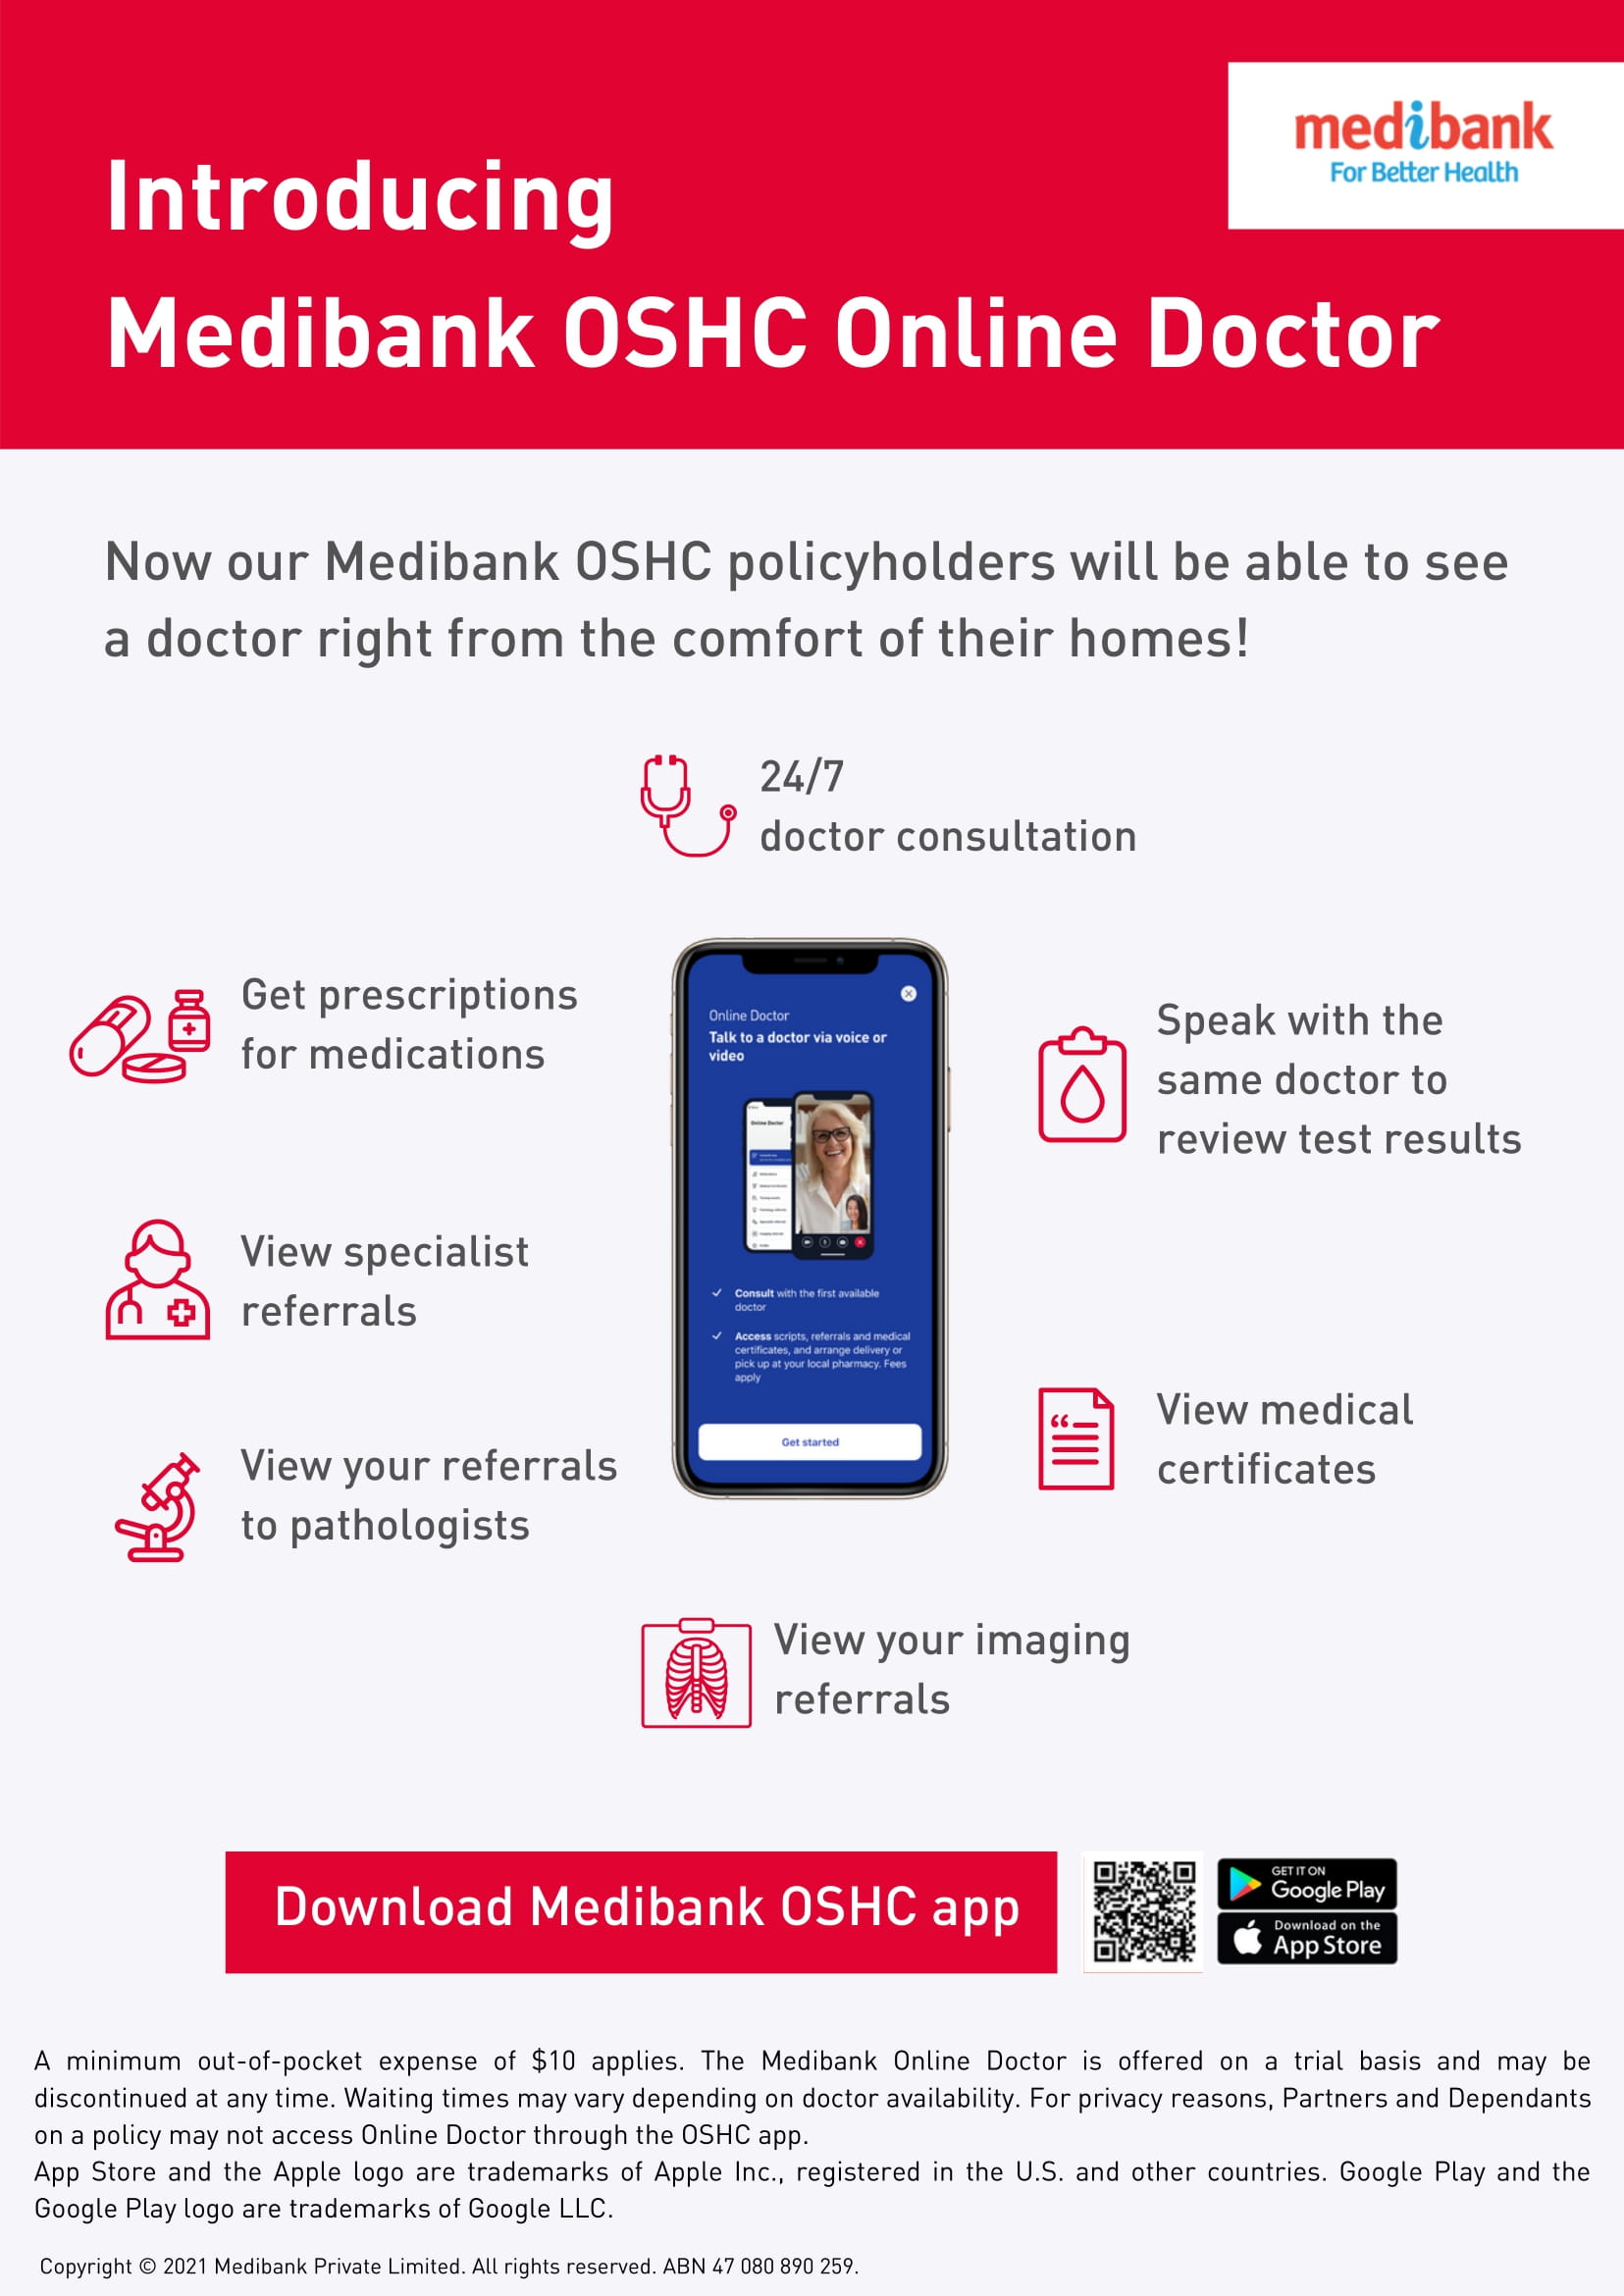 medibank
For Better Health
Introducing
Medibank OSHC Online Doctor
Now our Medibank OSHC policyholders will be able to see
a doctor right from the comfort of their homes!
24/7
doctor consultation
Get prescriptions
for medications
View specialist
referrals
View your referrals
to pathologists
Online Doctor
Talk to a doctor via voice or
video
Online Doctor
Consult with the first available
doctor
Access scripts, referrals and medical
certificates, and arrange delivery or
pick up at your local pharmacy. Fees
apply
Get started
Speak with the
same doctor to
review test results
View medical
certificates
View your imaging
referrals
Download Medibank OSHC app
GET IT ON
Google Play
Download on the
App Store
A minimum out-of-pocket expense of $10 applies. The Medibank Online Doctor is offered on a trial basis and may be
discontinued at any time. Waiting times may vary depending on doctor availability. For privacy reasons, Partners and Dependants
on a policy may not access Online Doctor through the OSHC app.
App Store and the Apple logo are trademarks of Apple Inc., registered in the U.S. and other countries. Google Play and the
Google Play logo are trademarks of Google LLC.
Copyright © 2021 Medibank Private Limited. All rights reserved. ABN 47 080 890 259.